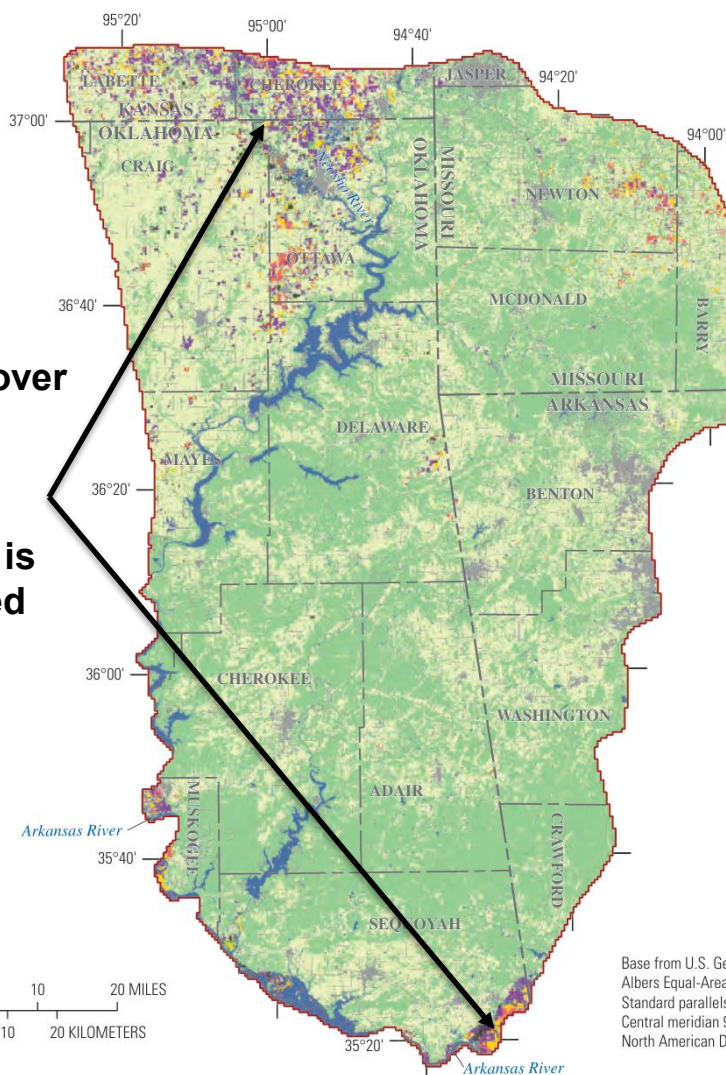 95°20'
95°00'
94°40'
94°20'
94°00'
LABETTE
CHEROKEE
JASPER
KANSAS
37°00'
OKLAHOMA
CRAIG
MISSOURI
OKLAHOMA
Neosho River
NEWTON
OTTAWA
36°40'
MCDONALD
BARRY
over
MISSOURI
ARKANSAS
DELAWARE
MAYES
36°20'
BENTON
is
ed
36°00'
CHEROKEE
WASHINGTON
MUSKOGEE
ADAIR
Arkansas River
CRAWFORD
35°40'
SEQUOYAH
10 20 MILES
10 20 KILOMETERS
35°20'
Arkansas River
Base from U.S. Ge
Albers Equal-Area
Standard parallels
Central meridian 9
North American D